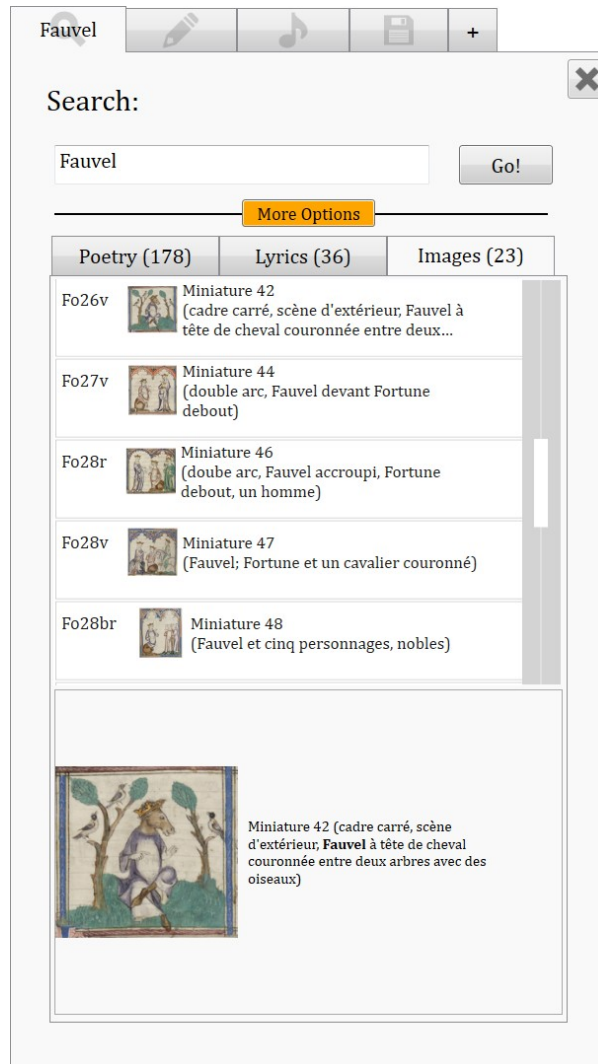 Fauvel
+
Search:
Fauvel
Go!
More Options
Poetry (178)
Lyrics (36)
Images (23)
Fo26v
Miniature 42
(cadre carré, scène d'extérieur, Fauvel à
tête de cheval couronnée entre deux...
Fo27v
Miniature 44
(double arc, Fauvel devant Fortune
debout)
Fo28r
Miniature 46
(doube arc, Fauvel accroupi, Fortune
debout, un homme)
Fo28v
Miniature 47
(Fauvel; Fortune et un cavalier couronné)
Fo28br
Miniature 48
(Fauvel et cinq personnages, nobles)
Miniature 42 (cadre carré, scène
d'extérieur, Fauvel à tête de cheval
couronnée entre deux arbres avec des
oiseaux)